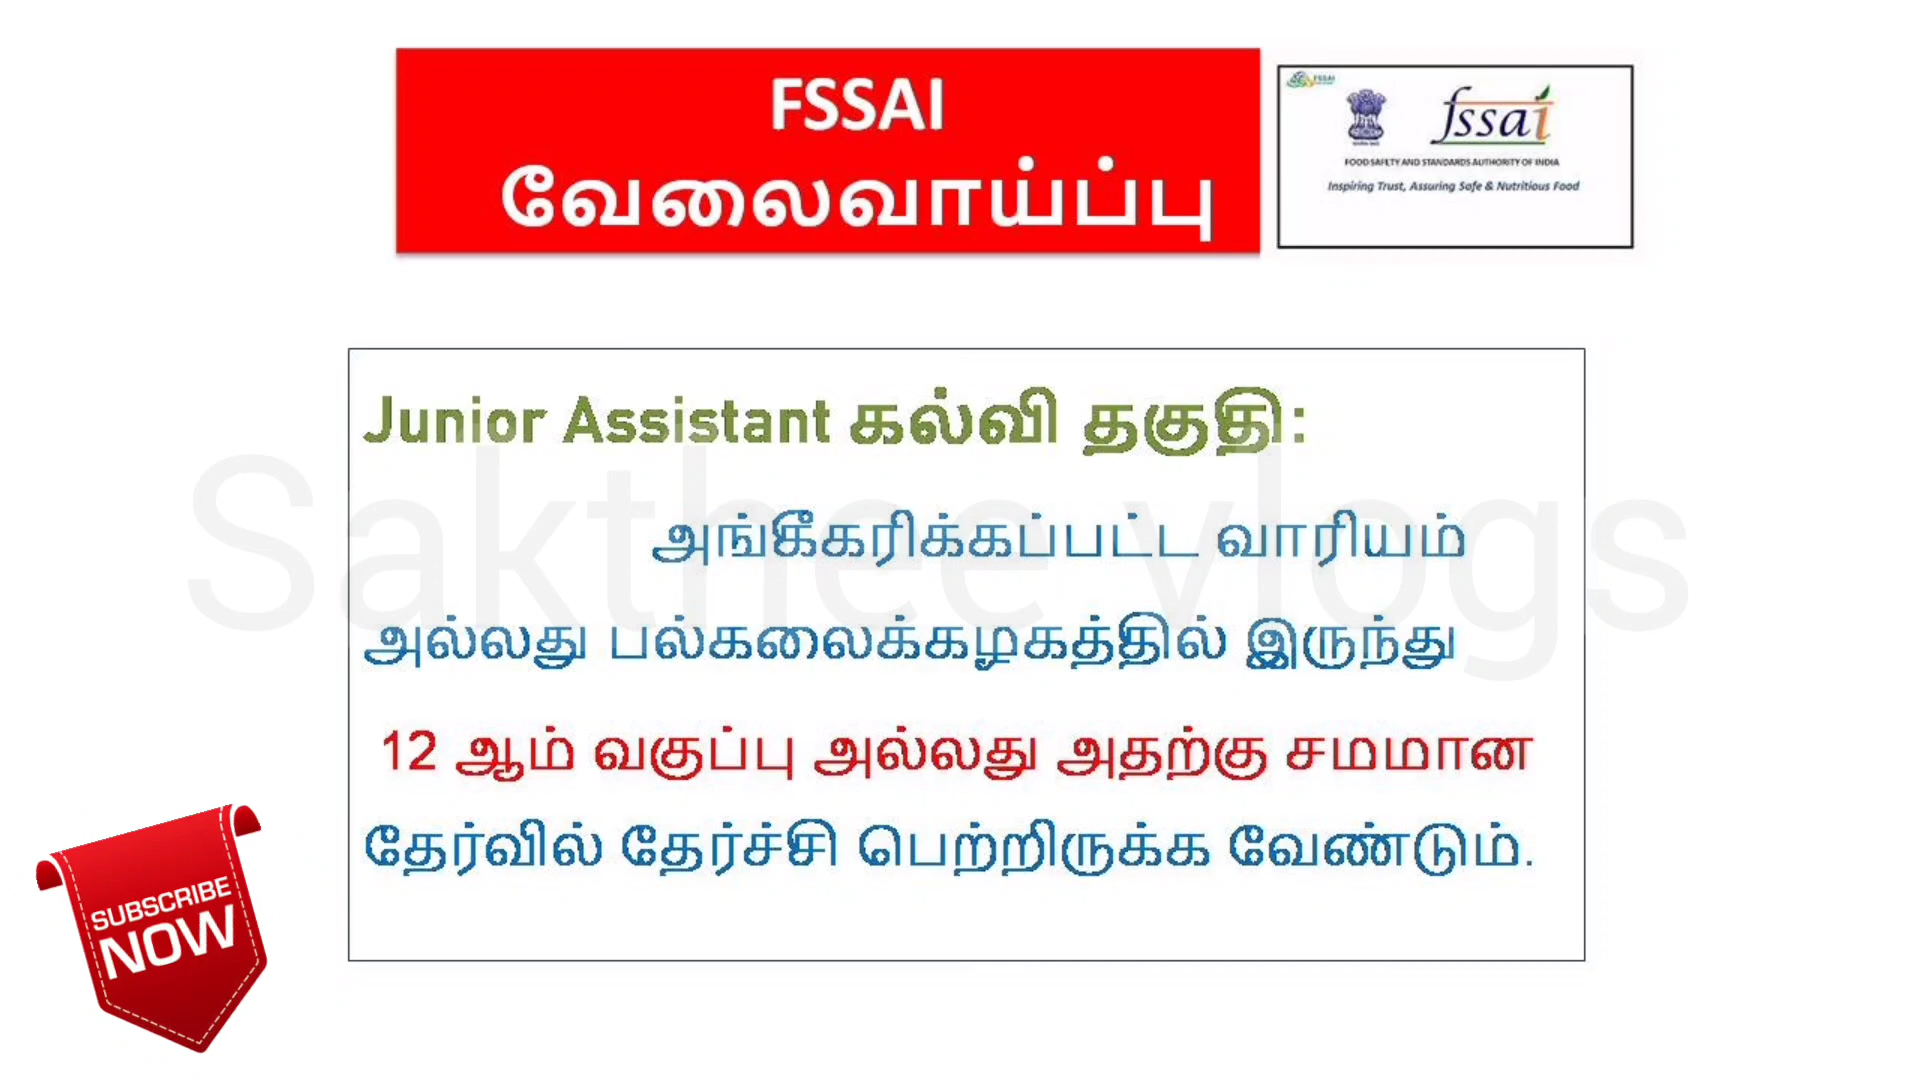 FSSAI
வேலைவாய்ப்பு
FSSAI
fssai
FOOD SAFETY AND STANDARDS AUTHORITY OF INDIA
Inspiring Trust, Assuring Safe & Nutritious Food
Junior Assistant கல்வி தகுதி:
அங்கீகரிக்கப்பட்ட வாரியம்
அல்லது பல்கலைக்கழகத்தில் இருந்து
12 ஆம் வகுப்பு அல்லது அதற்கு சமமான
தேர்வில் தேர்ச்சி பெற்றிருக்க வேண்டும்.
Sakthee vlogs
SUBSCRIBE
NOW